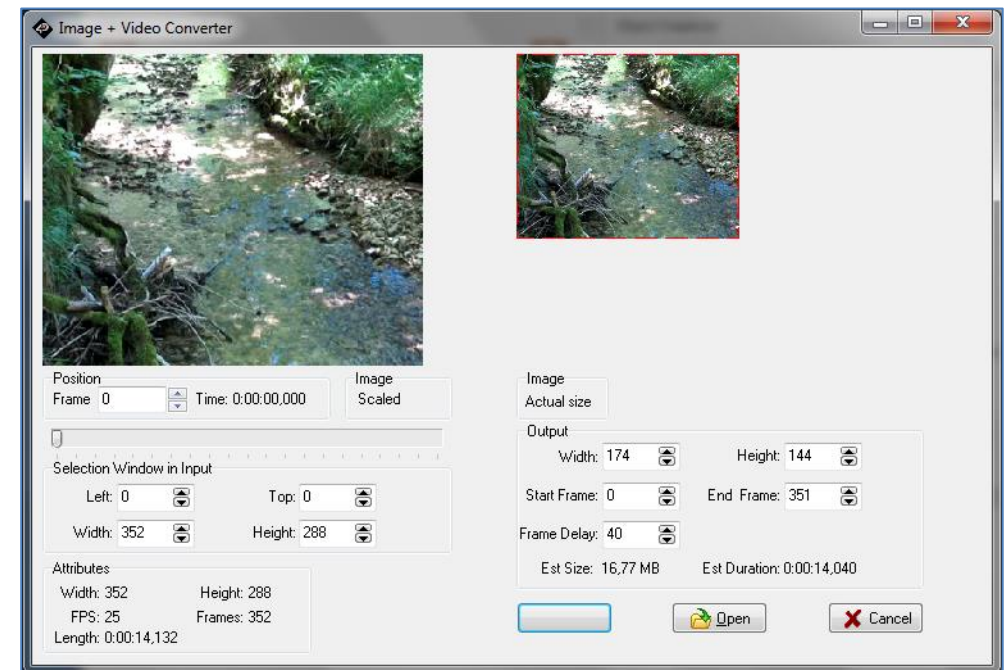 Image + Video Converter
Position
Frame 0 Time: 0:00:00,000
Image
Scaled
Selection Window in Input
Left: 0 Top: 0
Width: 352 Height: 288
Attributes
Width: 352 Height: 288
FPS: 25 Frames: 352
Length: 0:00:14,132
Image
Actual size
Output
Width: 174 Height: 144
Start Frame: 0 End Frame: 351
Frame Delay: 40
Est Size: 16,77 MB Est Duration: 0:00:14,040
Open Cancel